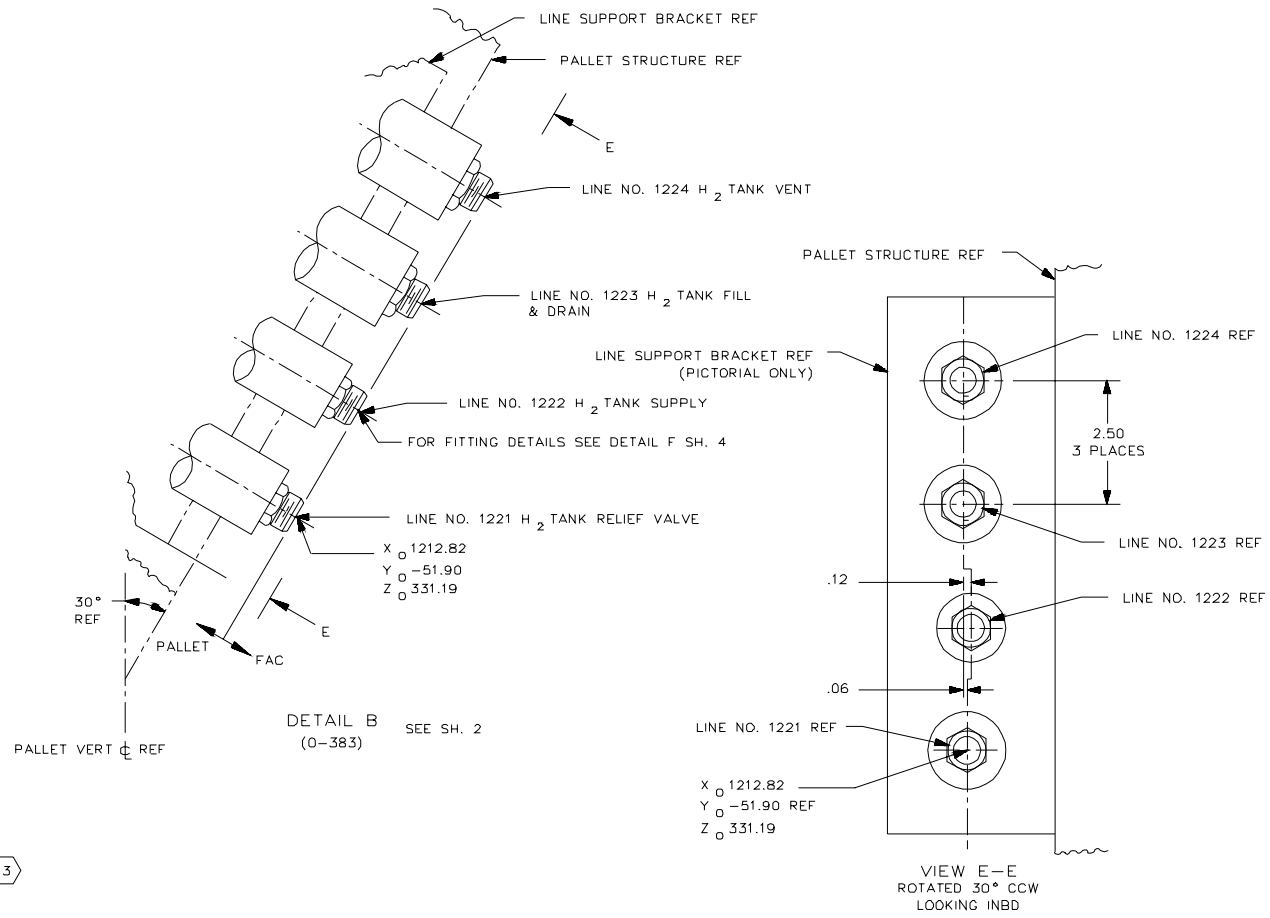 LINE SUPPORT BRACKET REF
PALLET STRUCTURE REF
E
LINE NO. 1224 H 2 TANK VENT
LINE NO. 1223 H 2 TANK FILL
& DRAIN
LINE NO. 1222 H 2 TANK SUPPLY
FOR FITTING DETAILS SEE DETAIL F SH. 4
LINE NO. 1221 H 2 TANK RELIEF VALVE
X o 1212.82
Y o -51.90
Z o 331.19
30°
REF
PALLET
FAC
E
DETAIL B SEE SH. 2
(0-383)
PALLET VERT ℄ REF
3
PALLET STRUCTURE REF
LINE NO. 1224 REF
LINE SUPPORT BRACKET REF
(PICTORIAL ONLY)
2.50
3 PLACES
LINE NO. 1223 REF
.12
LINE NO. 1222 REF
.06
LINE NO. 1221 REF
X o 1212.82
Y o -51.90 REF
Z o 331.19
VIEW E-E
ROTATED 30° CCW
LOOKING INBD